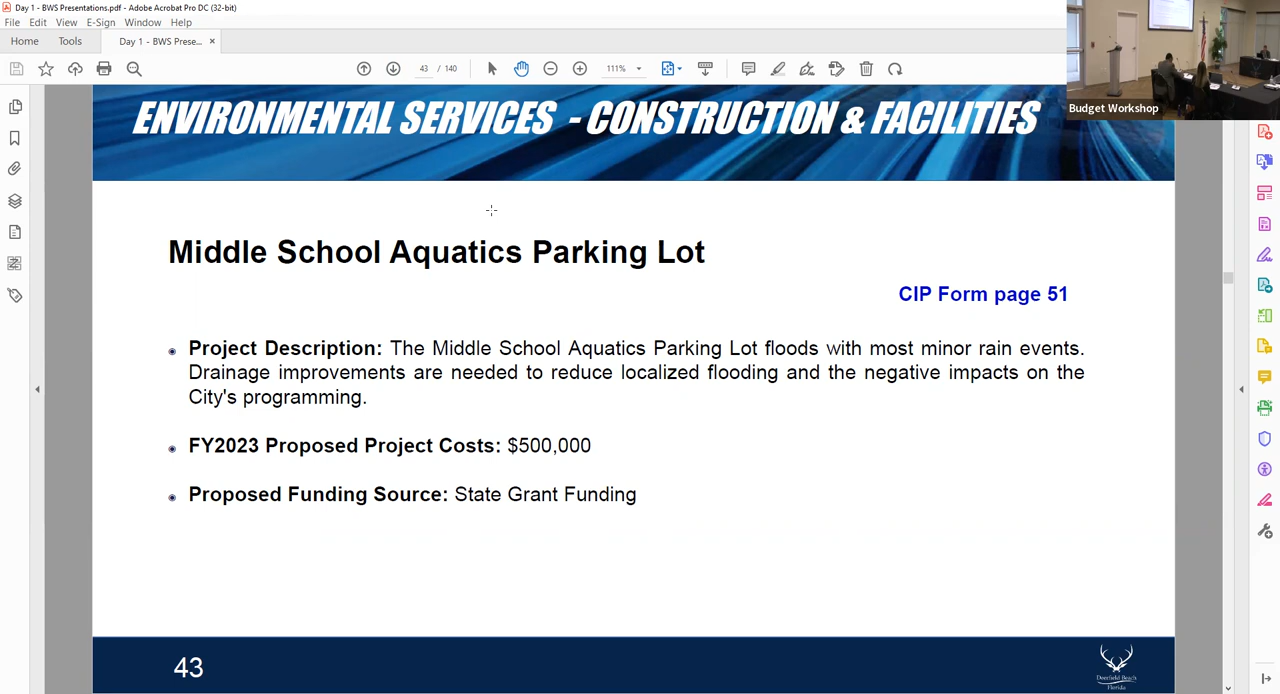 Day 1 - BWS Presentations.pdf - Adobe Acrobat Pro DC (32-bit)
File Edit View E-Sign Window Help
Home Tools Day 1 - BWS Prese... ×
43 / 140 111%
Budget Workshop
ENVIRONMENTAL SERVICES - CONSTRUCTION & FACILITIES
Middle School Aquatics Parking Lot
CIP Form page 51
Project Description: The Middle School Aquatics Parking Lot floods with most minor rain events.
Drainage improvements are needed to reduce localized flooding and the negative impacts on the
City's programming.
FY2023 Proposed Project Costs: $500,000
Proposed Funding Source: State Grant Funding
43
Deerfield Beach
Florida